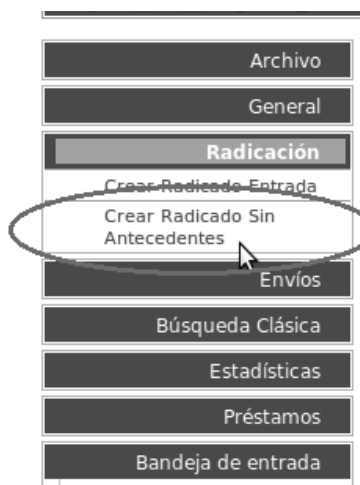 Archivo
General
Radicación
Crear Radicado Entrada
Crear Radicado Sin
Antecedentes
Envíos
Búsqueda Clásica
Estadísticas
Préstamos
Bandeja de entrada